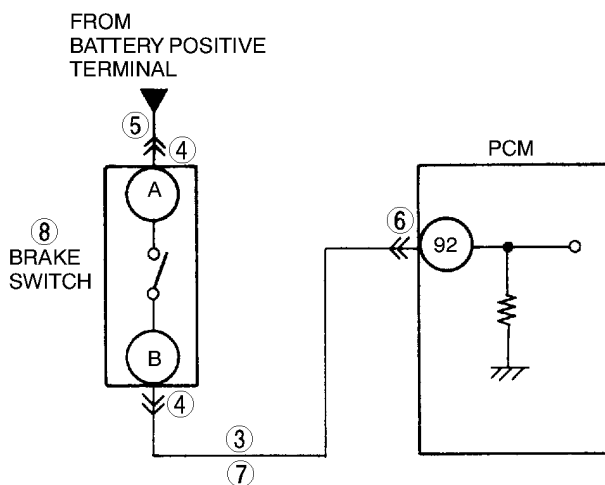 FROM
BATTERY POSITIVE
TERMINAL
5
4
PCM
A
6
8
BRAKE
SWITCH
92
B
4
3
7